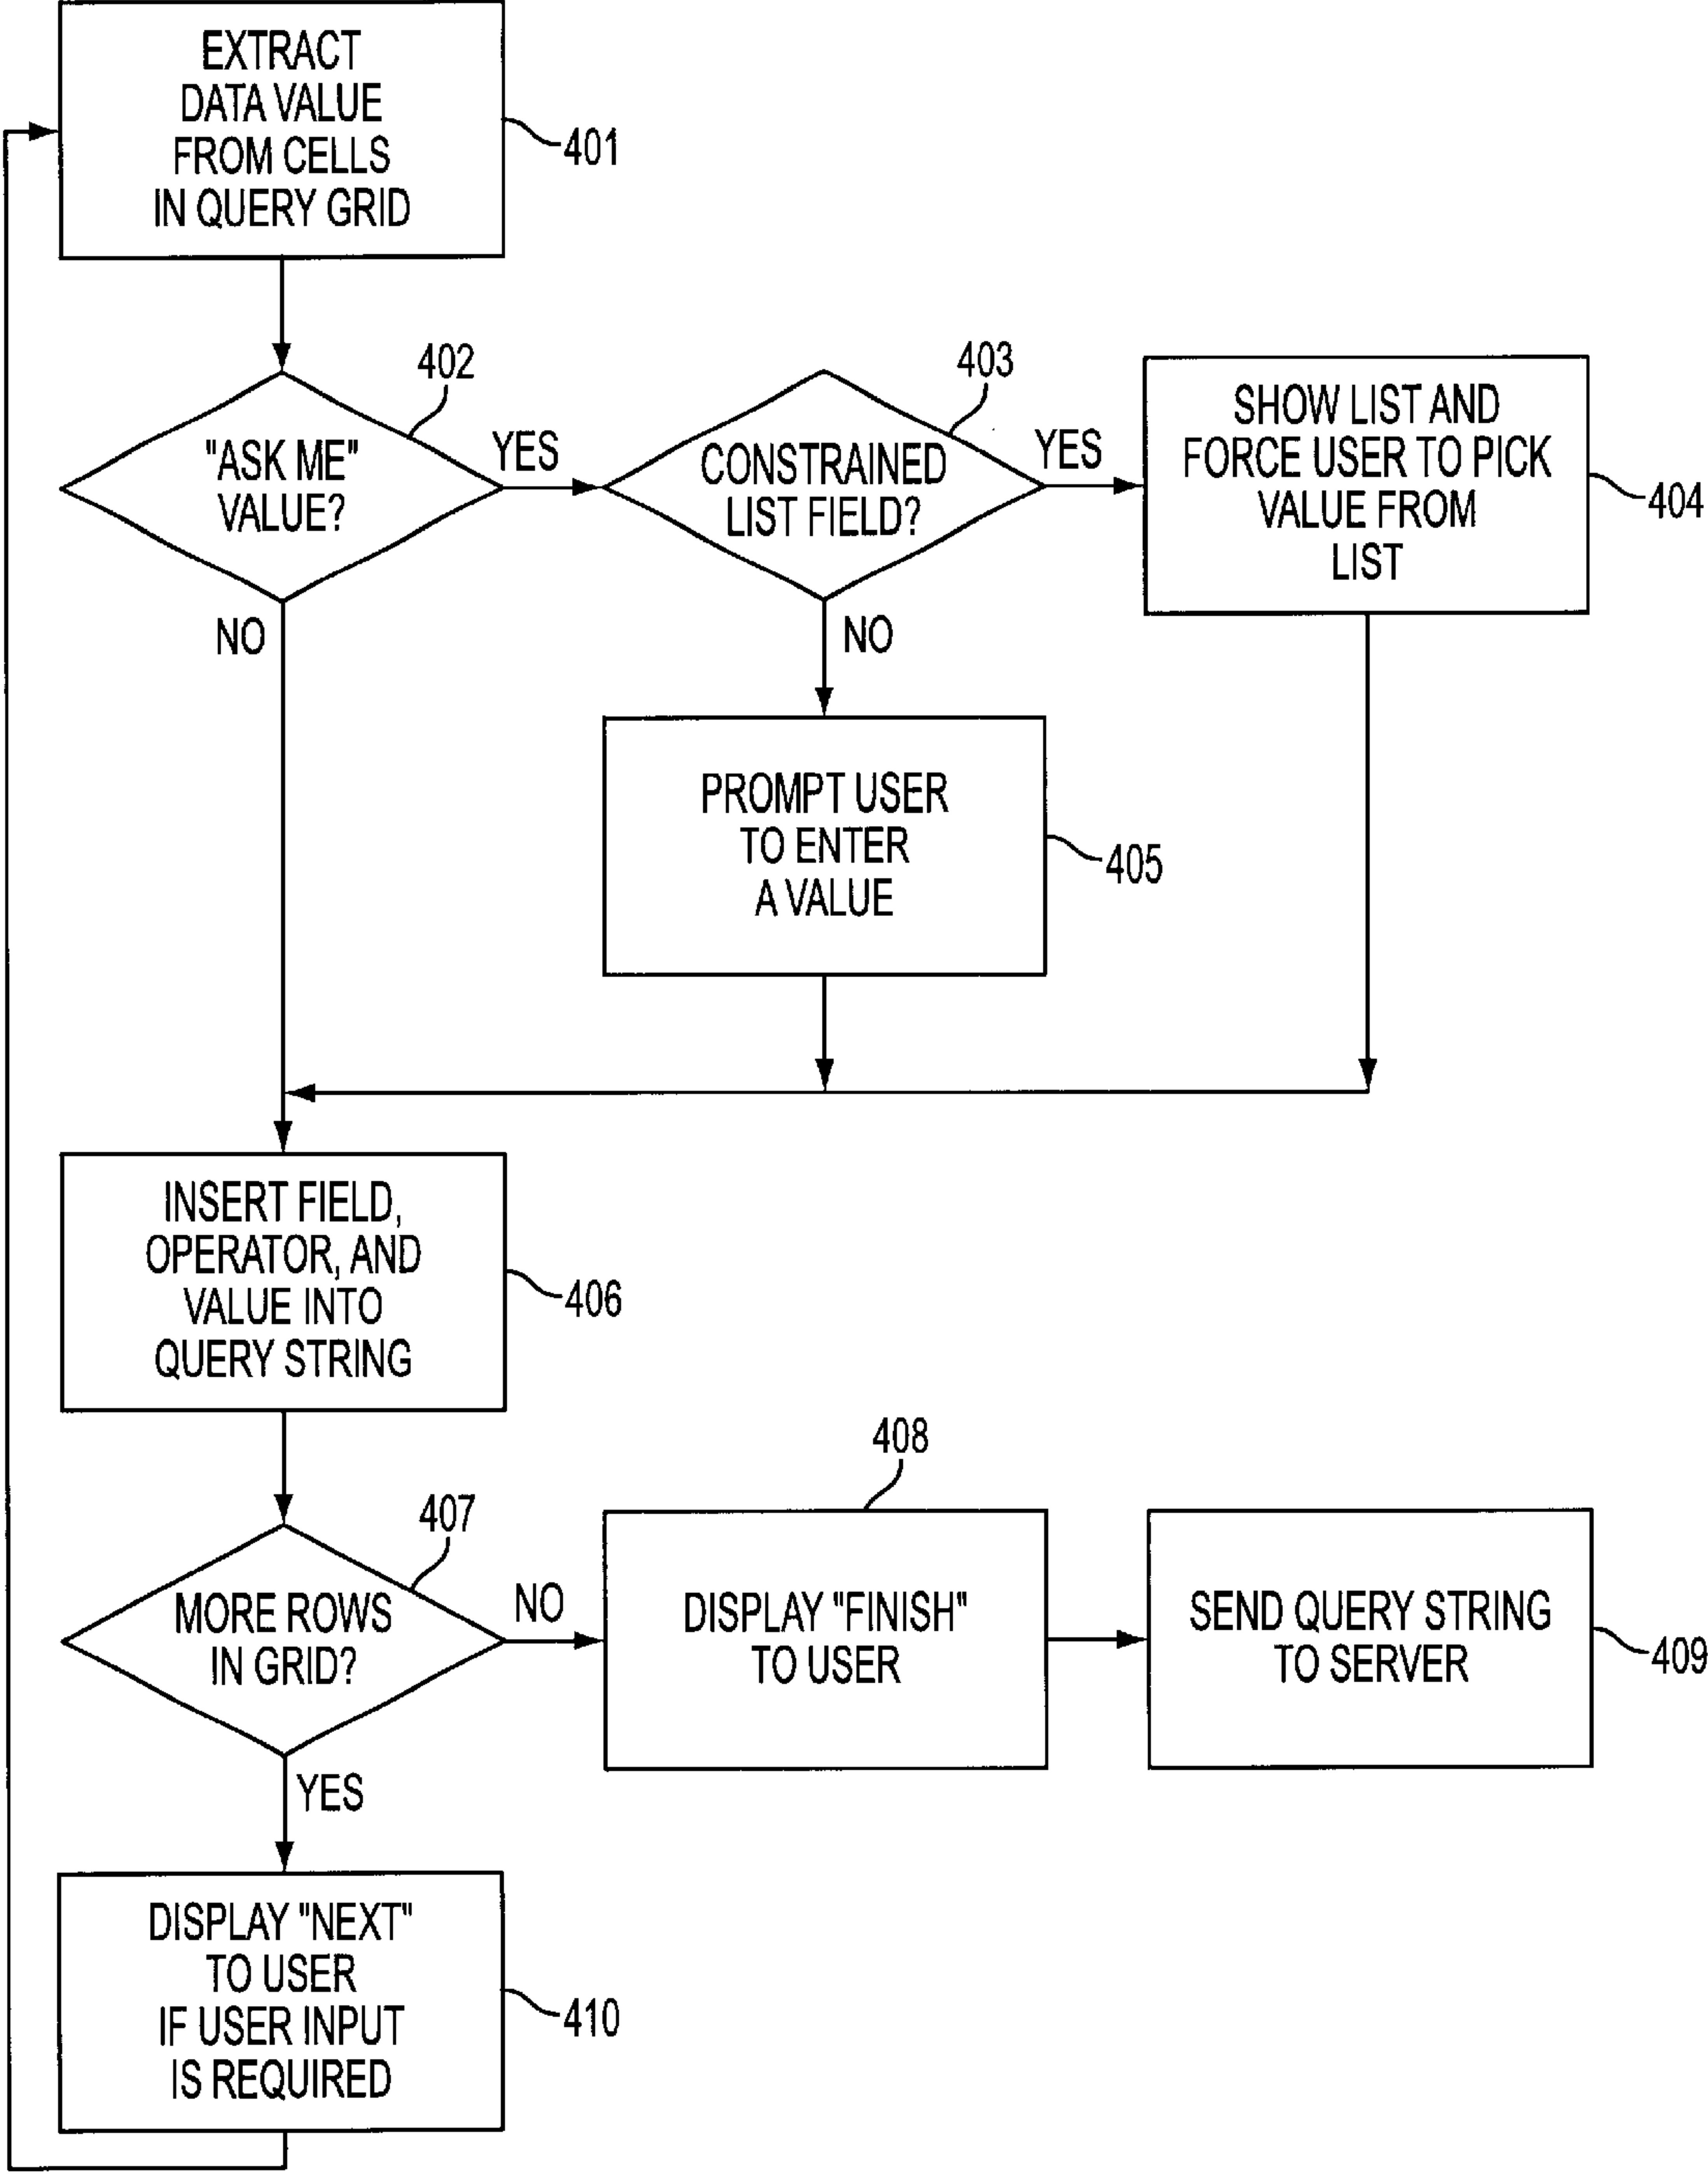 EXTRACT
DATA VALUE
FROM CELLS
IN QUERY GRID
401
402
"ASK ME"
VALUE?
YES
NO
403
CONSTRAINED
LIST FIELD?
YES
NO
SHOW LIST AND
FORCE USER TO PICK
VALUE FROM
LIST
404
PROMPT USER
TO ENTER
A VALUE
405
INSERT FIELD,
OPERATOR, AND
VALUE INTO
QUERY STRING
406
407
MORE ROWS
IN GRID?
NO
YES
408
DISPLAY "FINISH"
TO USER
SEND QUERY STRING
TO SERVER
409
DISPLAY "NEXT"
TO USER
IF USER INPUT
IS REQUIRED
410